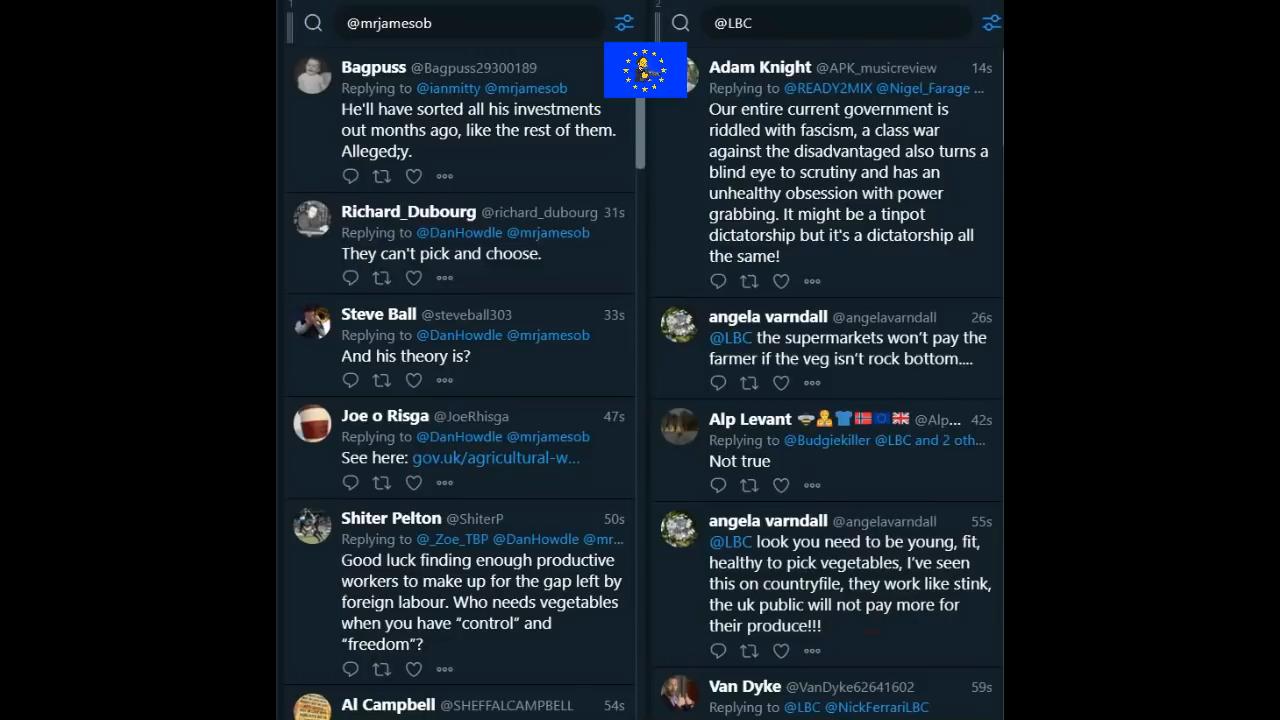 1
@mrjamesob
Bagpuss @Bagpuss29300189
Replying to @ianmitty @mrjamesob
He'll have sorted all his investments
out months ago, like the rest of them.
Alleged;y.
Richard_Dubourg @richard_dubourg 31s
Replying to @DanHowdle @mrjamesob
They can't pick and choose.
Steve Ball @steveball303 33s
Replying to @DanHowdle @mrjamesob
And his theory is?
Joe o Risga @JoeRhisga 47s
Replying to @DanHowdle @mrjamesob
See here: gov.uk/agricultural-w...
Shiter Pelton @ShiterP 50s
Replying to @_Zoe_TBP @DanHowdle @mr...
Good luck finding enough productive
workers to make up for the gap left by
foreign labour. Who needs vegetables
when you have “control” and
“freedom”?
Al Campbell @SHEFFALCAMPBELL 54s
2
@LBC
Adam Knight @APK_musicreview 14s
Replying to @READY2MIX @Nigel_Farage ...
Our entire current government is
riddled with fascism, a class war
against the disadvantaged also turns a
blind eye to scrutiny and has an
unhealthy obsession with power
grabbing. It might be a tinpot
dictatorship but it's a dictatorship all
the same!
angela varndall @angelavarndall 26s
@LBC the supermarkets won’t pay the
farmer if the veg isn’t rock bottom....
Alp Levant @Alp... 42s
Replying to @Budgiekiller @LBC and 2 oth...
Not true
angela varndall @angelavarndall 55s
@LBC look you need to be young, fit,
healthy to pick vegetables, I’ve seen
this on countryfile, they work like stink,
the uk public will not pay more for
their produce!!!
Van Dyke @VanDyke62641602 59s
Replying to @LBC @NickFerrariLBC